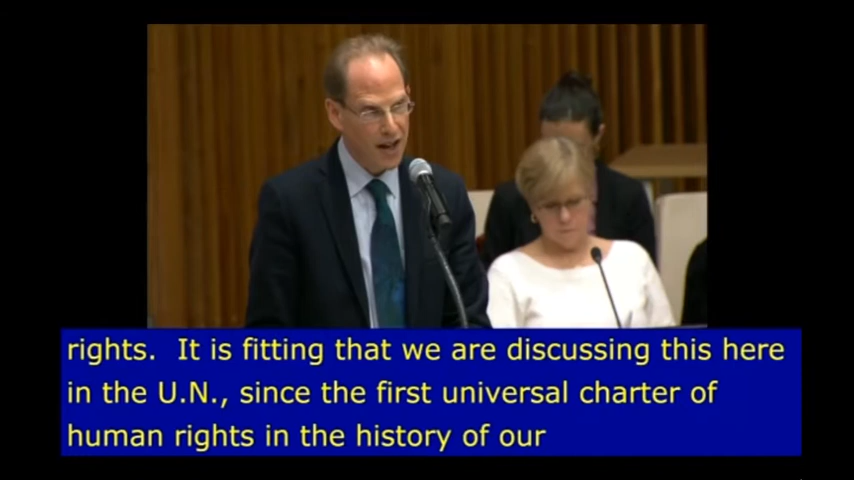 rights.  It is fitting that we are discussing this here
in the U.N., since the first universal charter of
human rights in the history of our